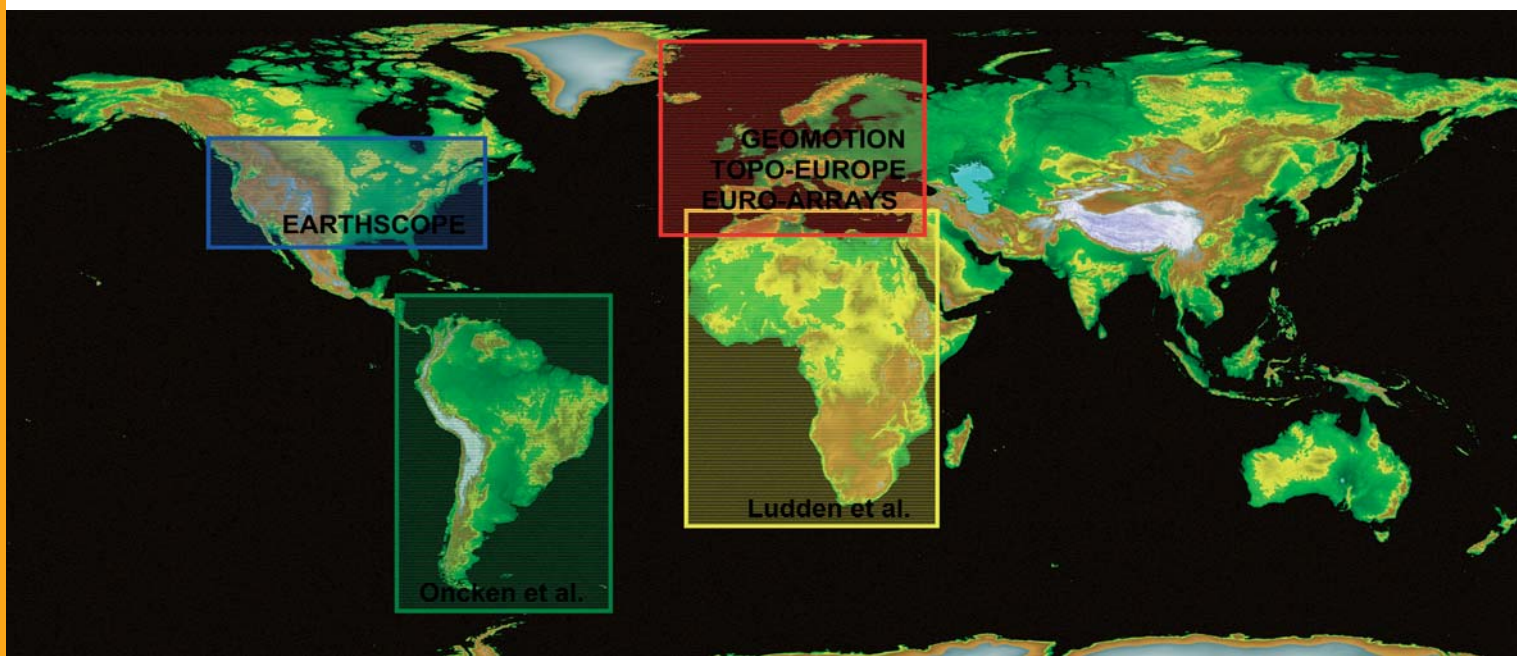 GEOMOTION
TOPO-EUROPE
EURO-ARRAYS
EARTHSCOPE
Ludden et al.
Oncken et al.